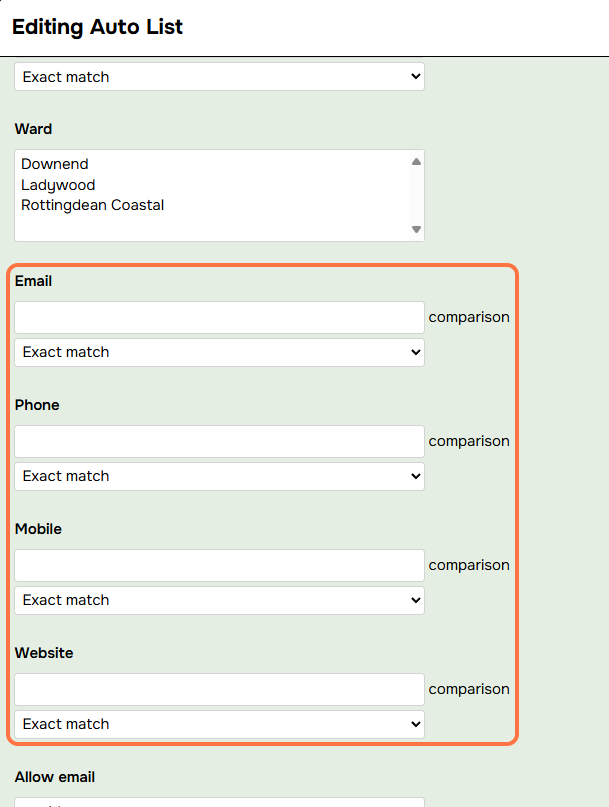 Editing Auto List
Exact match
Ward
Downend
Ladywood
Rottingdean Coastal
Email
comparison
Exact match
Phone
comparison
Exact match
Mobile
comparison
Exact match
Website
comparison
Exact match
Allow email